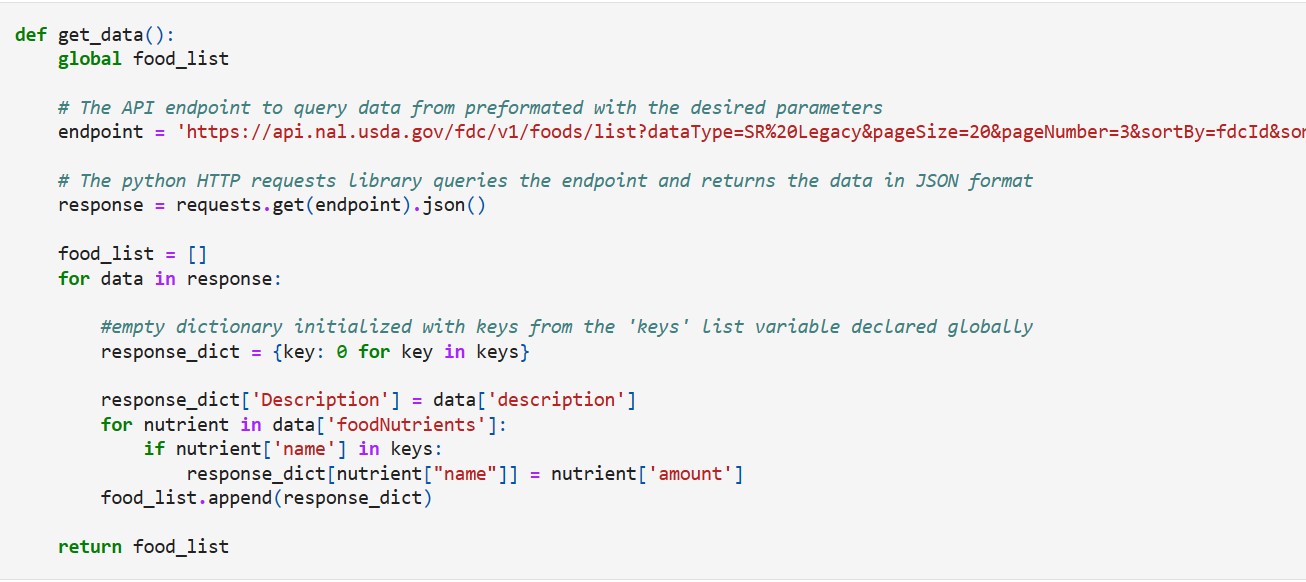 def get_data():
    global food_list

    # The API endpoint to query data from preformated with the desired parameters
    endpoint = 'https://api.nal.usda.gov/fdc/v1/foods/list?dataType=SR%20Legacy&pageSize=20&pageNumber=3&sortBy=fdcId&sor

    # The python HTTP requests library queries the endpoint and returns the data in JSON format
    response = requests.get(endpoint).json()

    food_list = []
    for data in response:

        #empty dictionary initialized with keys from the 'keys' list variable declared globally
        response_dict = {key: 0 for key in keys}

        response_dict['Description'] = data['description']
        for nutrient in data['foodNutrients']:
            if nutrient['name'] in keys:
                response_dict[nutrient["name"]] = nutrient['amount']
        food_list.append(response_dict)

    return food_list